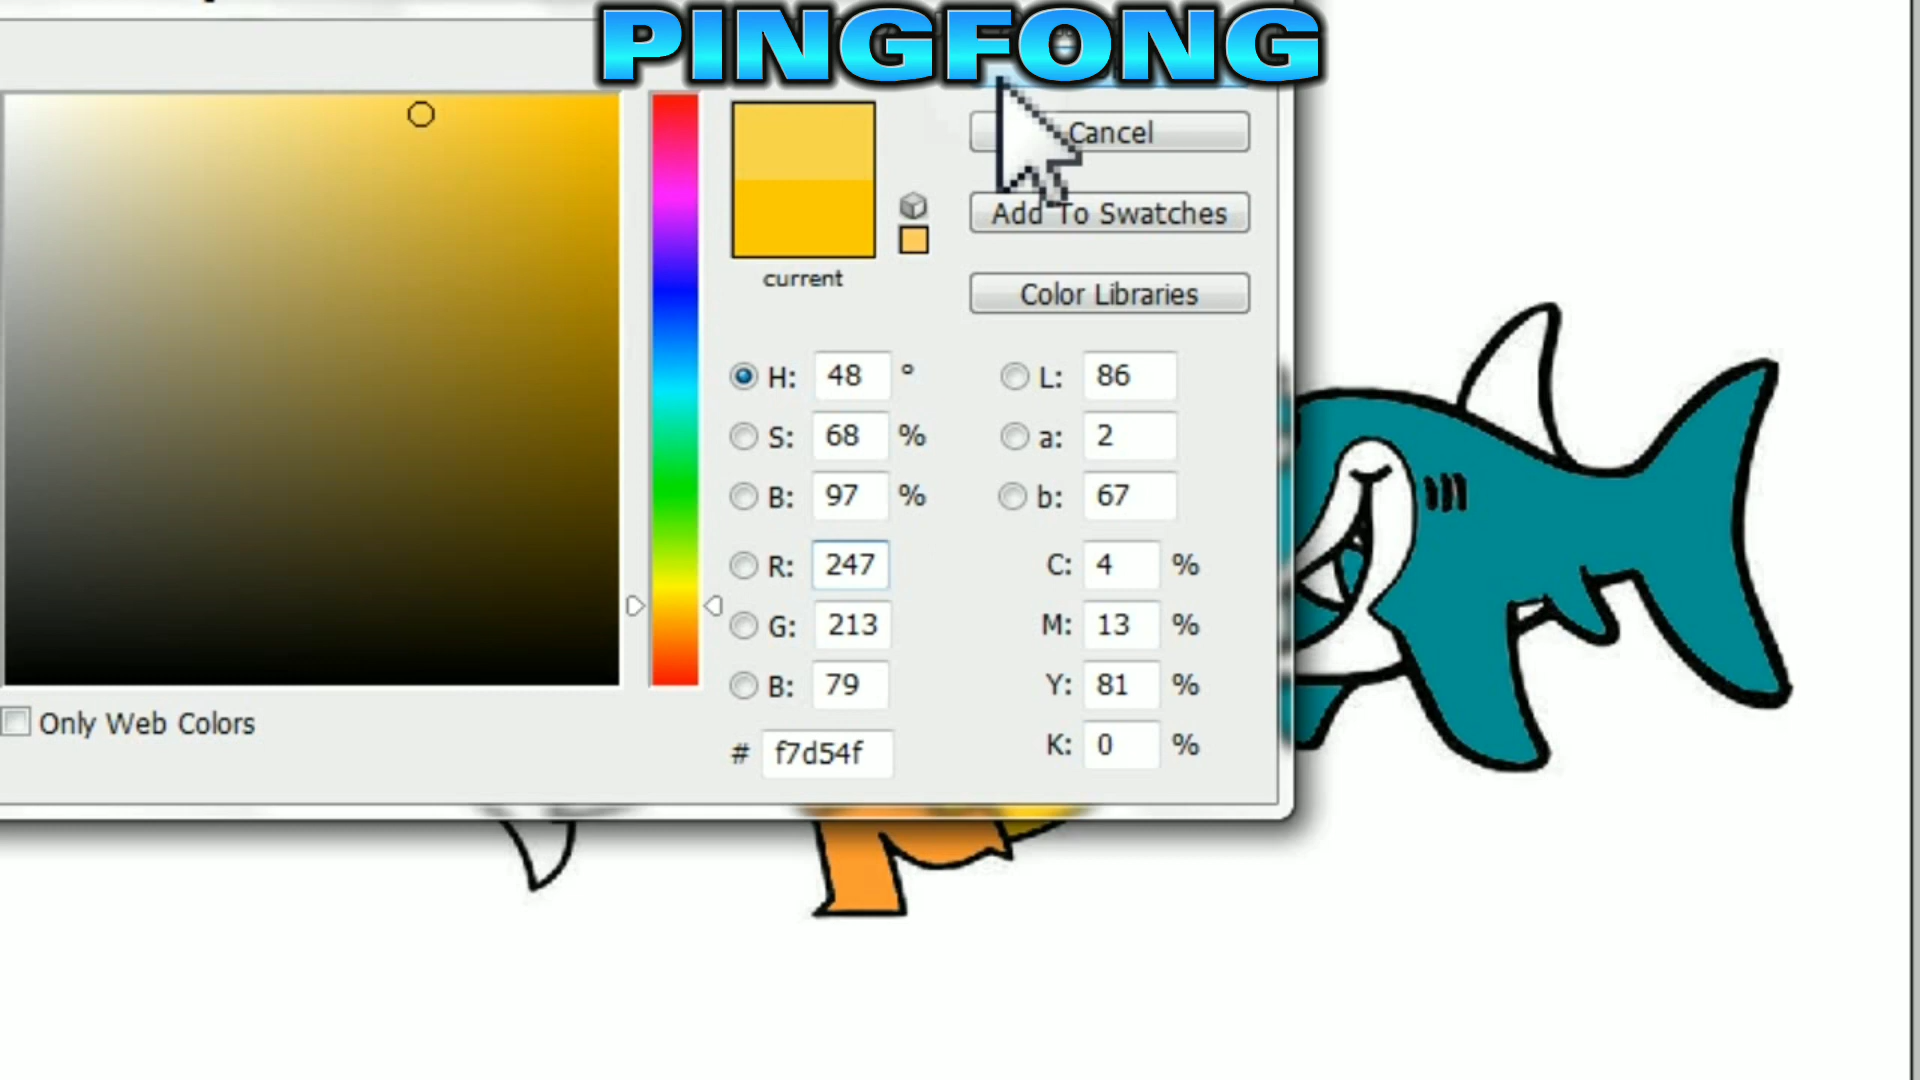 PINGFONG
Cancel
Add To Swatches
current
Color Libraries
H: 48 °
L: 86
S: 68 %
a: 2
B: 97 %
b: 67
R: 247
C: 4 %
G: 213
M: 13 %
B: 79
Y: 81 %
Only Web Colors
# f7d54f
K: 0 %